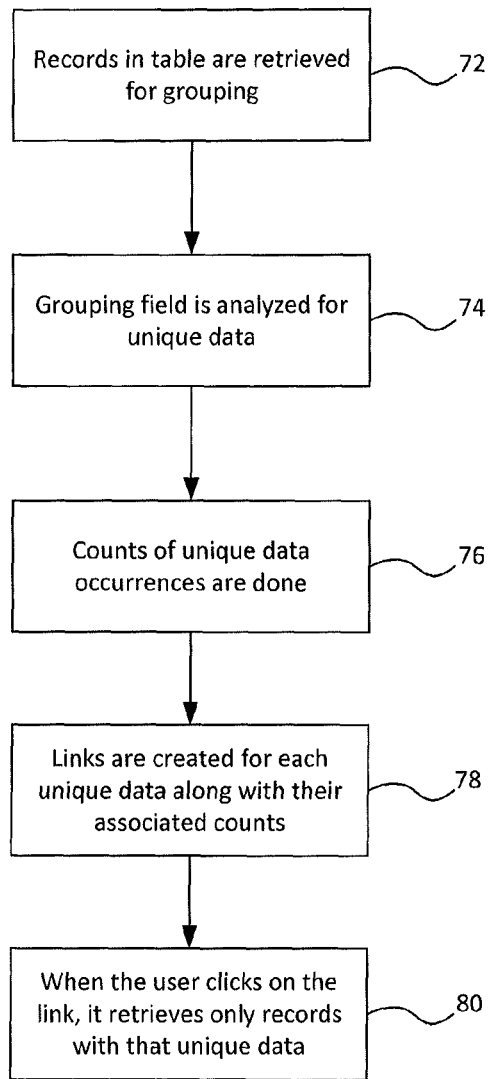 Records in table are retrieved
for grouping
72
Grouping field is analyzed for
unique data
74
Counts of unique data
occurrences are done
76
Links are created for each
unique data along with their
associated counts
78
When the user clicks on the
link, it retrieves only records
with that unique data
80